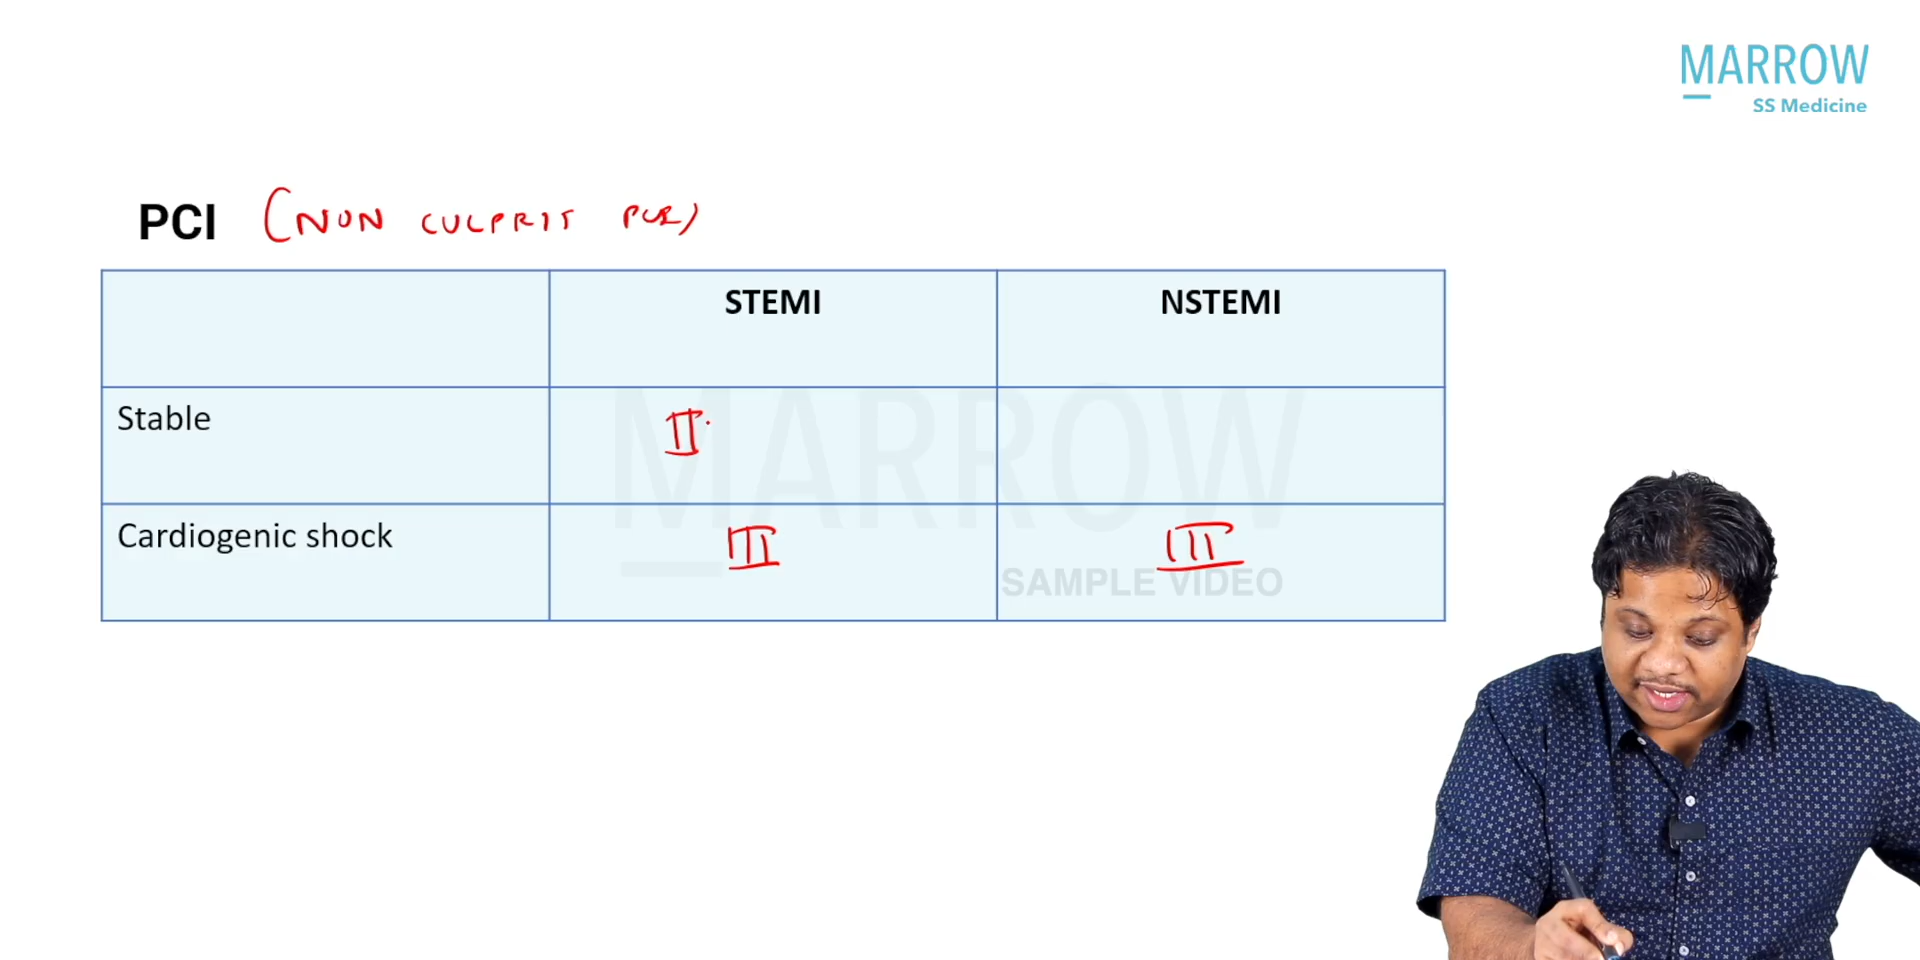 MARROW
SS Medicine
PCI (NON CULPRIT PCI)
STEMI NSTEMI
Stable II
Cardiogenic shock III III
MARROW
SAMPLE VIDEO